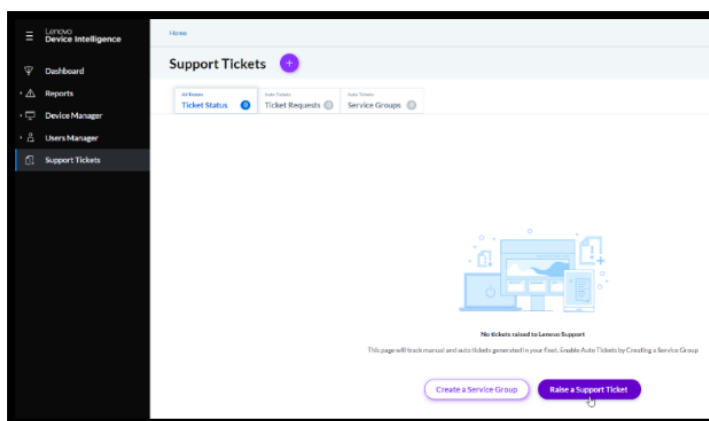 Lenovo
Device Intelligence
Dashboard
Reports
Device Manager
Users Manager
Support Tickets
Home
Support Tickets +
All Tickets
Ticket Status 0
Auto Tickets
Ticket Requests 0
Auto Tickets
Service Groups 0
No tickets raised to Lenovo Support
This page will track manual and auto tickets generated in your fleet. Enable Auto Tickets by Creating a Service Group
Create a Service Group
Raise a Support Ticket